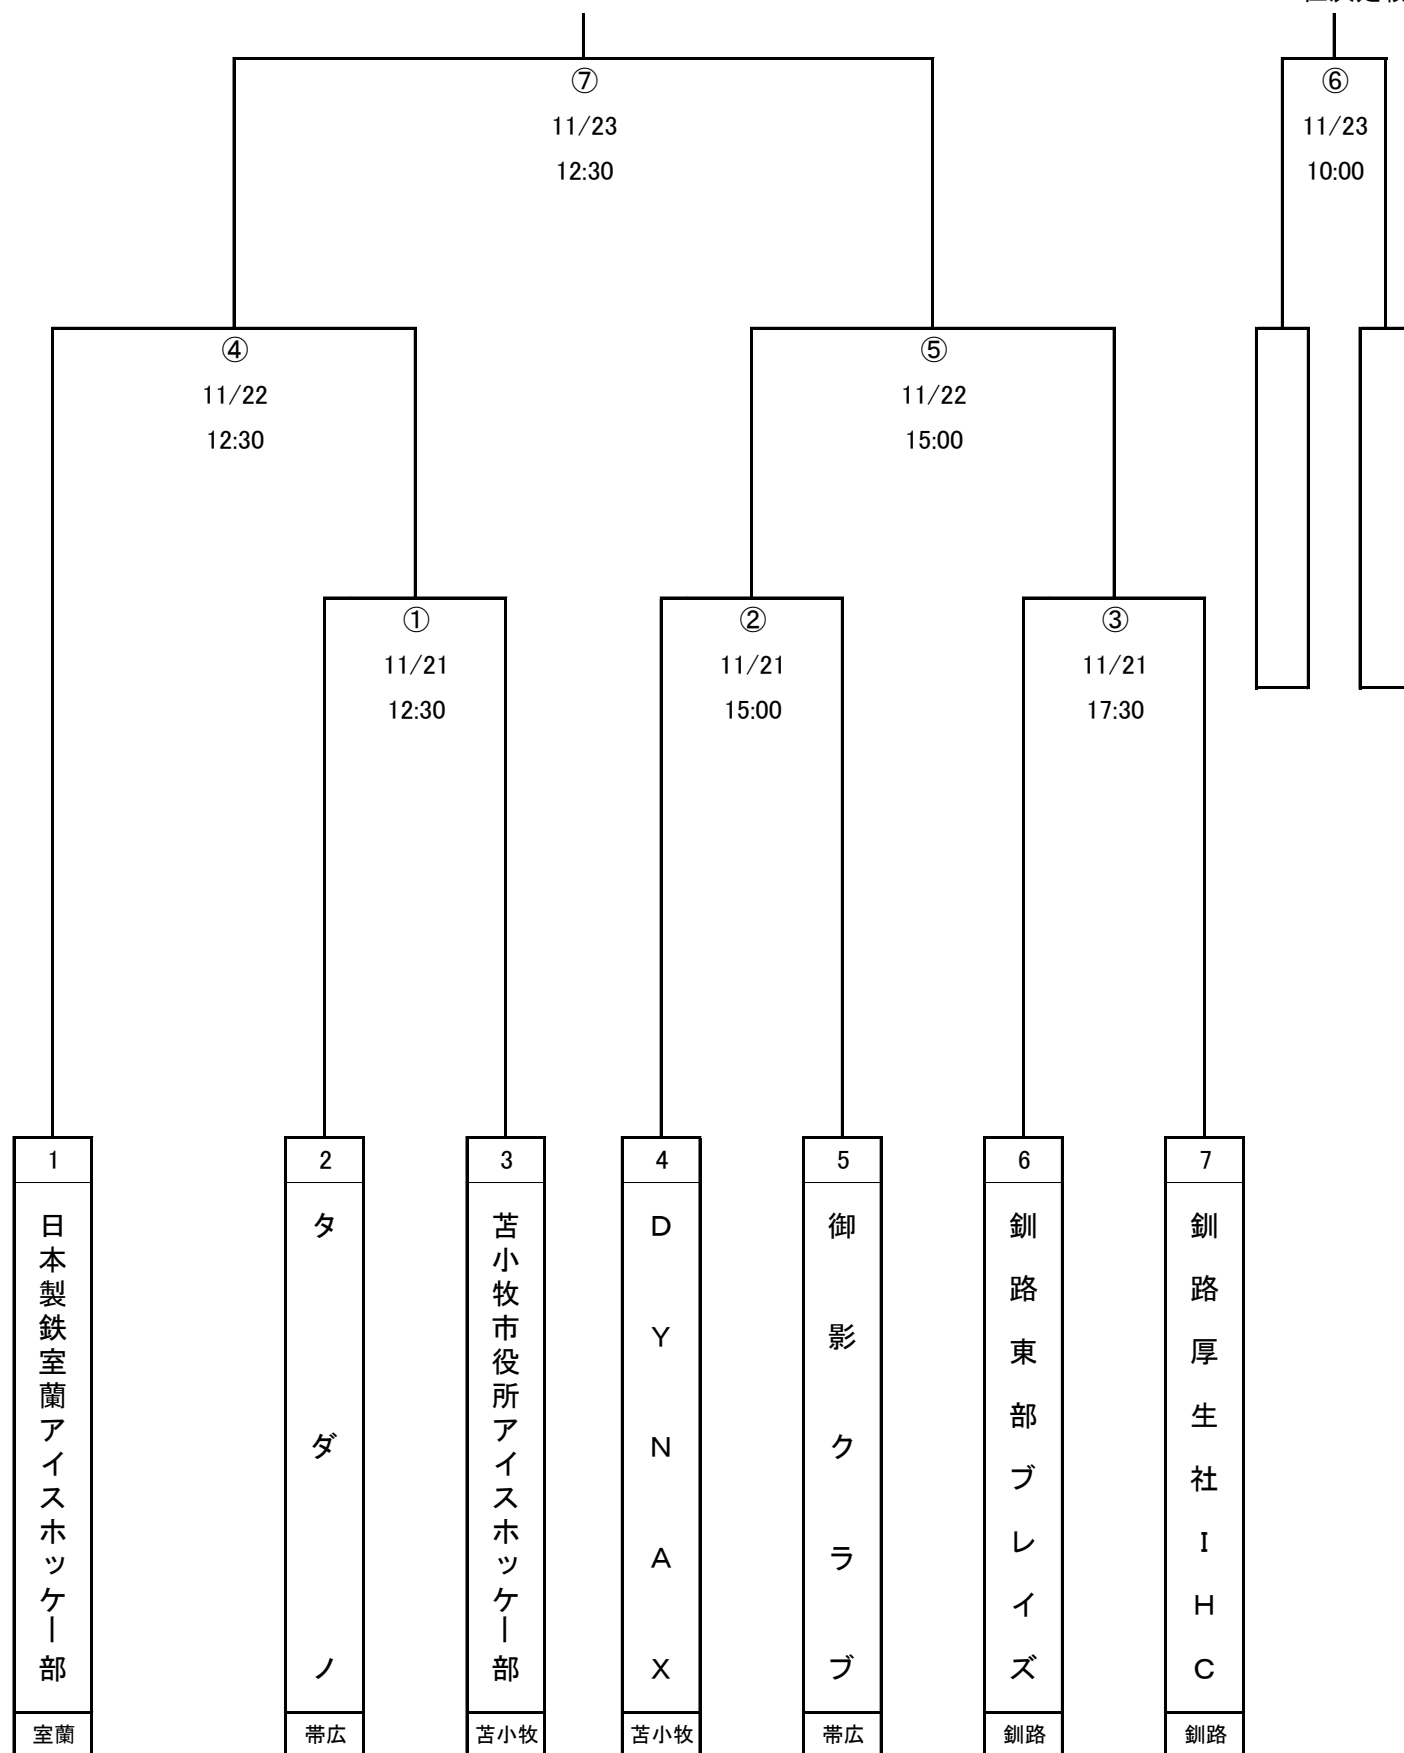 ⑦
11/23
12:30
⑥
11/23
10:00
④
11/22
12:30
⑤
11/22
15:00
①
11/21
12:30
②
11/21
15:00
③
11/21
17:30
1
日本製鉄室蘭アイスホッケー部
室蘭
2
タダノ
帯広
3
苫小牧市役所アイスホッケー部
苫小牧
4
ＤＹＮＡＸ
苫小牧
5
御影クラブ
帯広
6
釧路東部ブレイズ
釧路
7
釧路厚生社ＩＨＣ
釧路